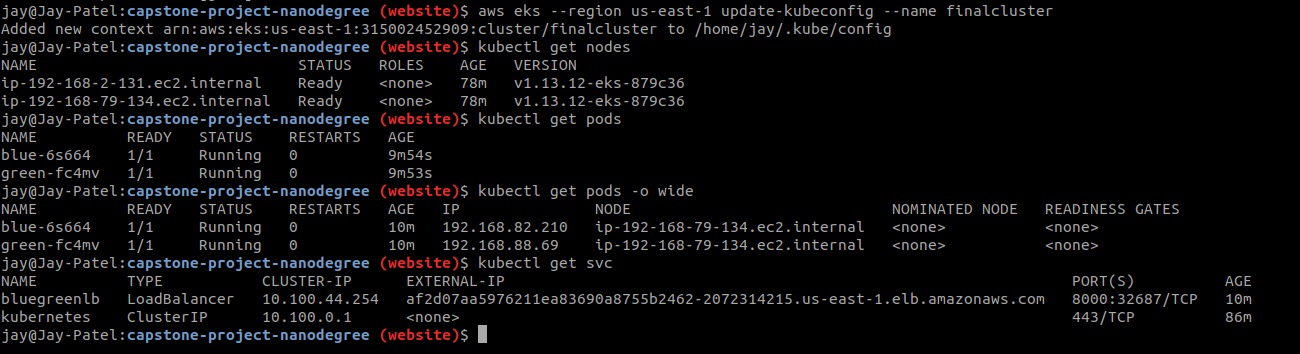 jay@Jay-Patel:capstone-project-nanodegree (website)$ aws eks --region us-east-1 update-kubeconfig --name finalcluster
Added new context arn:aws:eks:us-east-1:315002452909:cluster/finalcluster to /home/jay/.kube/config
jay@Jay-Patel:capstone-project-nanodegree (website)$ kubectl get nodes
NAME                             STATUS   ROLES    AGE   VERSION
ip-192-168-2-131.ec2.internal    Ready    <none>   78m   v1.13.12-eks-879c36
ip-192-168-79-134.ec2.internal   Ready    <none>   78m   v1.13.12-eks-879c36
jay@Jay-Patel:capstone-project-nanodegree (website)$ kubectl get pods
NAME          READY   STATUS    RESTARTS   AGE
blue-6s664    1/1     Running   0          9m54s
green-fc4mv   1/1     Running   0          9m53s
jay@Jay-Patel:capstone-project-nanodegree (website)$ kubectl get pods -o wide
NAME          READY   STATUS    RESTARTS   AGE   IP               NODE                             NOMINATED NODE   READINESS GATES
blue-6s664    1/1     Running   0          10m   192.168.82.210   ip-192-168-79-134.ec2.internal   <none>           <none>
green-fc4mv   1/1     Running   0          10m   192.168.88.69    ip-192-168-79-134.ec2.internal   <none>           <none>
jay@Jay-Patel:capstone-project-nanodegree (website)$ kubectl get svc
NAME          TYPE           CLUSTER-IP      EXTERNAL-IP                                                               PORT(S)          AGE
bluegreenlb   LoadBalancer   10.100.44.254   af2d07aa5976211ea83690a8755b2462-2072314215.us-east-1.elb.amazonaws.com   8000:32687/TCP   10m
kubernetes    ClusterIP      10.100.0.1      <none>                                                                    443/TCP          86m
jay@Jay-Patel:capstone-project-nanodegree (website)$